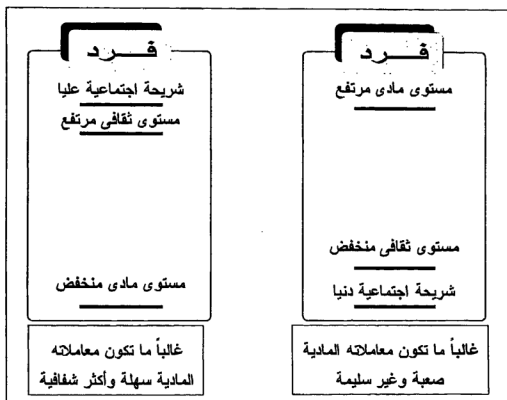 فـــرد
مستوى مادى مرتفع
مستوى ثقافى منخفض
شريحة اجتماعية دنيا
غالباً ما تكون معاملاته المادية
صعبة وغير سليمة
فـــرد
شريحة اجتماعية عليا
مستوى ثقافى مرتفع
مستوى مادى منخفض
غالباً ما تكون معاملاته
المادية سهلة وأكثر شفافية